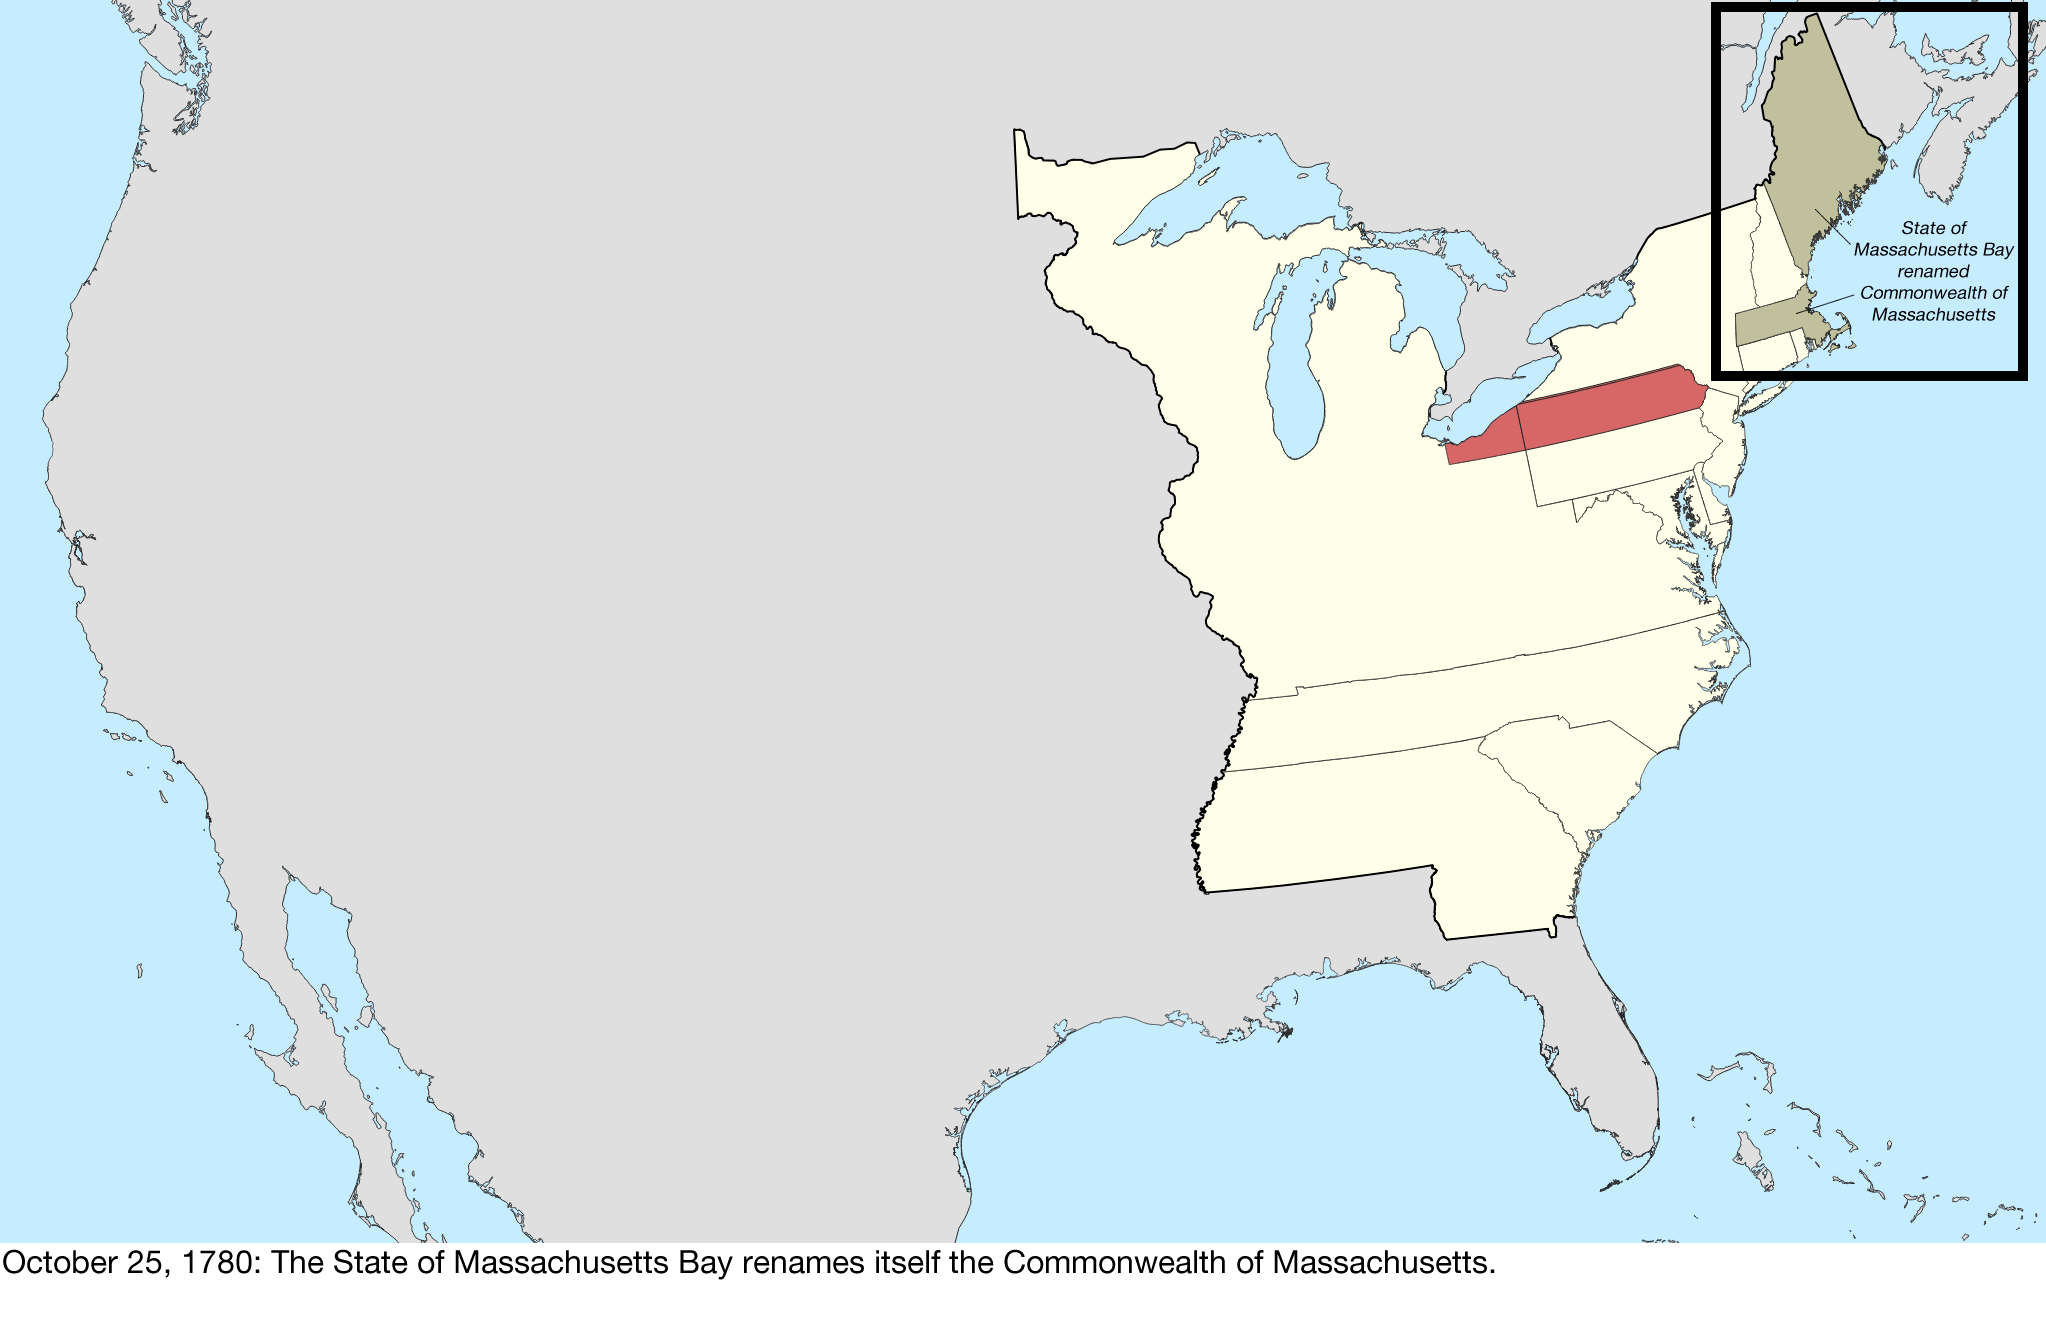 State of
Massachusetts Bay
renamed
Commonwealth of
Massachusetts
October 25, 1780: The State of Massachusetts Bay renames itself the Commonwealth of Massachusetts.